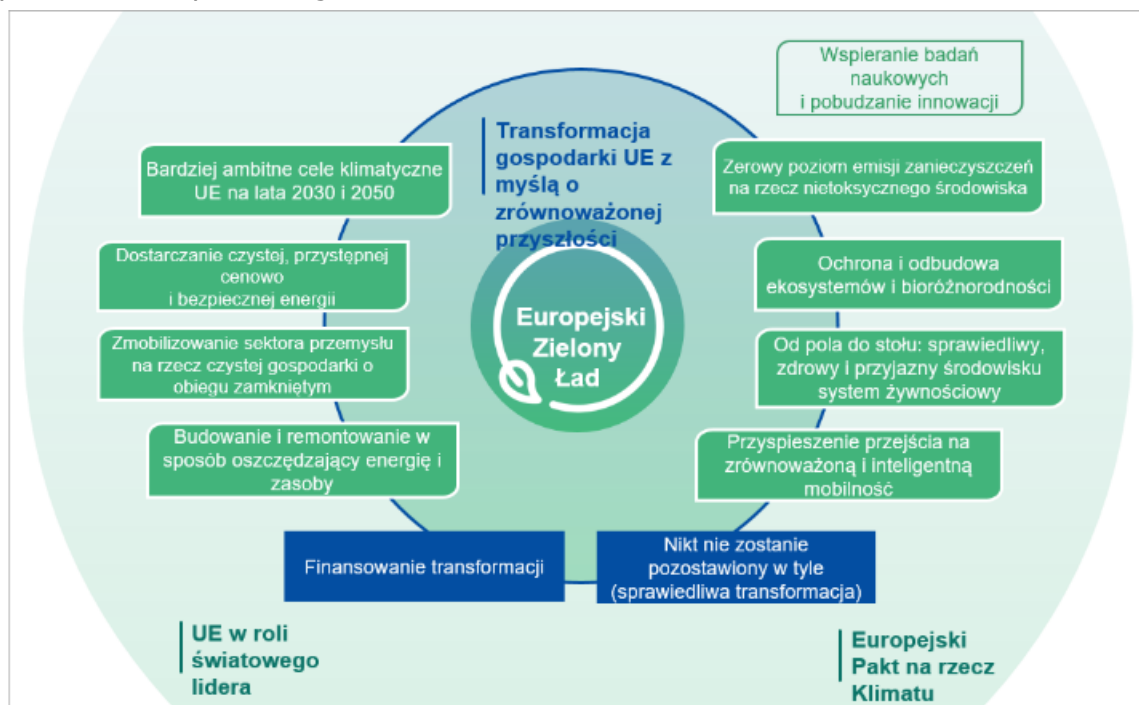 Wspieranie badań
naukowych
i pobudzanie innowacji
Transformacja
gospodarki UE z
myślą o
zrównoważonej
przyszłości
Bardziej ambitne cele klimatyczne
UE na lata 2030 i 2050
Zerowy poziom emisji zanieczyszczeń
na rzecz nietoksycznego środowiska
Dostarczanie czystej, przystępnej
cenowo
i bezpiecznej energii
Ochrona i odbudowa
ekosystemów i bioróżnorodności
Europejski
Zielony
Ład
Zmobilizowanie sektora przemysłu
na rzecz czystej gospodarki o
obiegu zamkniętym
Od pola do stołu: sprawiedliwy,
zdrowy i przyjazny środowisku
system żywnościowy
Budowanie i remontowanie w
sposób oszczędzający energię i
zasoby
Przyspieszenie przejścia na
zrównoważoną i inteligentną
mobilność
Finansowanie transformacji
Nikt nie zostanie
pozostawiony w tyle
(sprawiedliwa transformacja)
UE w roli
światowego
lidera
Europejski
Pakt na rzecz
Klimatu